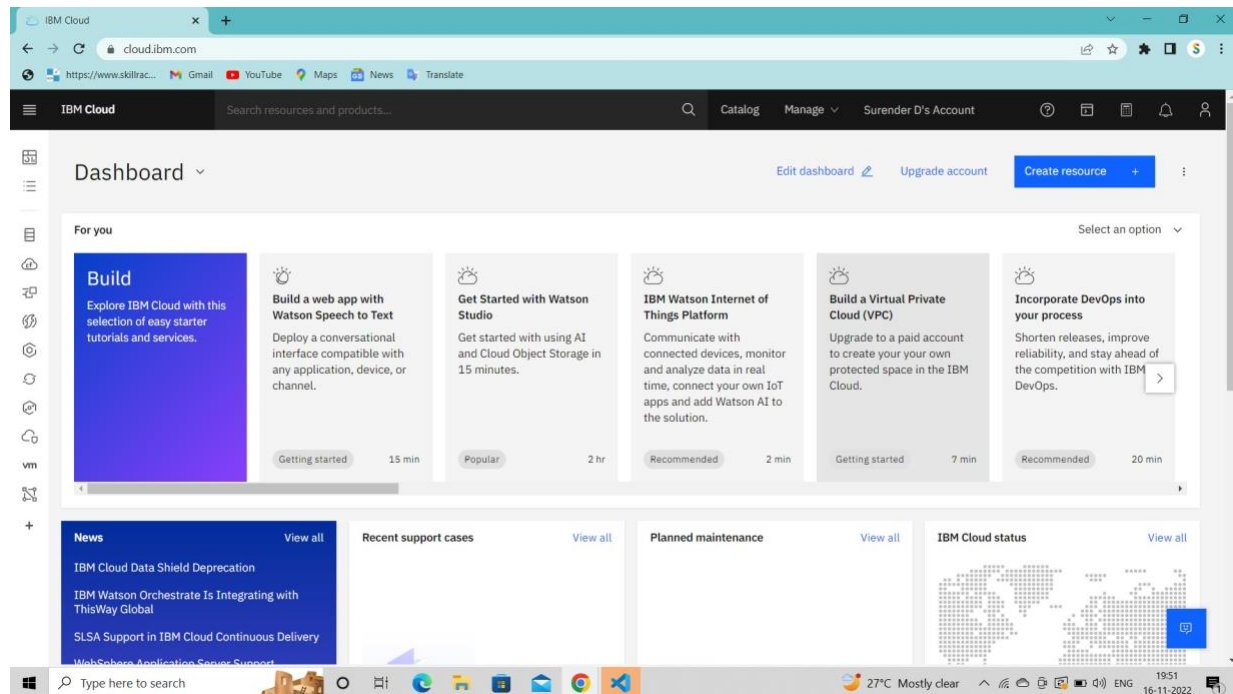 IBM Cloud
cloud.ibm.com
https://www.skillrac... Gmail YouTube Maps News Translate
IBM Cloud Search resources and products... Catalog Manage Surender D's Account
Dashboard Edit dashboard Upgrade account Create resource +
For you Select an option
Build
Explore IBM Cloud with this
selection of easy starter
tutorials and services.
Build a web app with
Watson Speech to Text
Deploy a conversational
interface compatible with
any application, device, or
channel.
Getting started 15 min
Get Started with Watson
Studio
Get started with using AI
and Cloud Object Storage in
15 minutes.
Popular 2 hr
IBM Watson Internet of
Things Platform
Communicate with
connected devices, monitor
and analyze data in real
time, connect your own IoT
apps and add Watson AI to
the solution.
Recommended 2 min
Build a Virtual Private
Cloud (VPC)
Upgrade to a paid account
to create your your own
protected space in the IBM
Cloud.
Getting started 7 min
Incorporate DevOps into
your process
Shorten releases, improve
reliability, and stay ahead of
the competition with IBM
DevOps.
Recommended 20 min
vm
News View all
IBM Cloud Data Shield Deprecation
IBM Watson Orchestrate Is Integrating with
ThisWay Global
SLSA Support in IBM Cloud Continuous Delivery
WebSphere Application Server Support
Recent support cases View all
Planned maintenance View all
IBM Cloud status View all
Type here to search 27°C Mostly clear ENG 19:51
16-11-2022